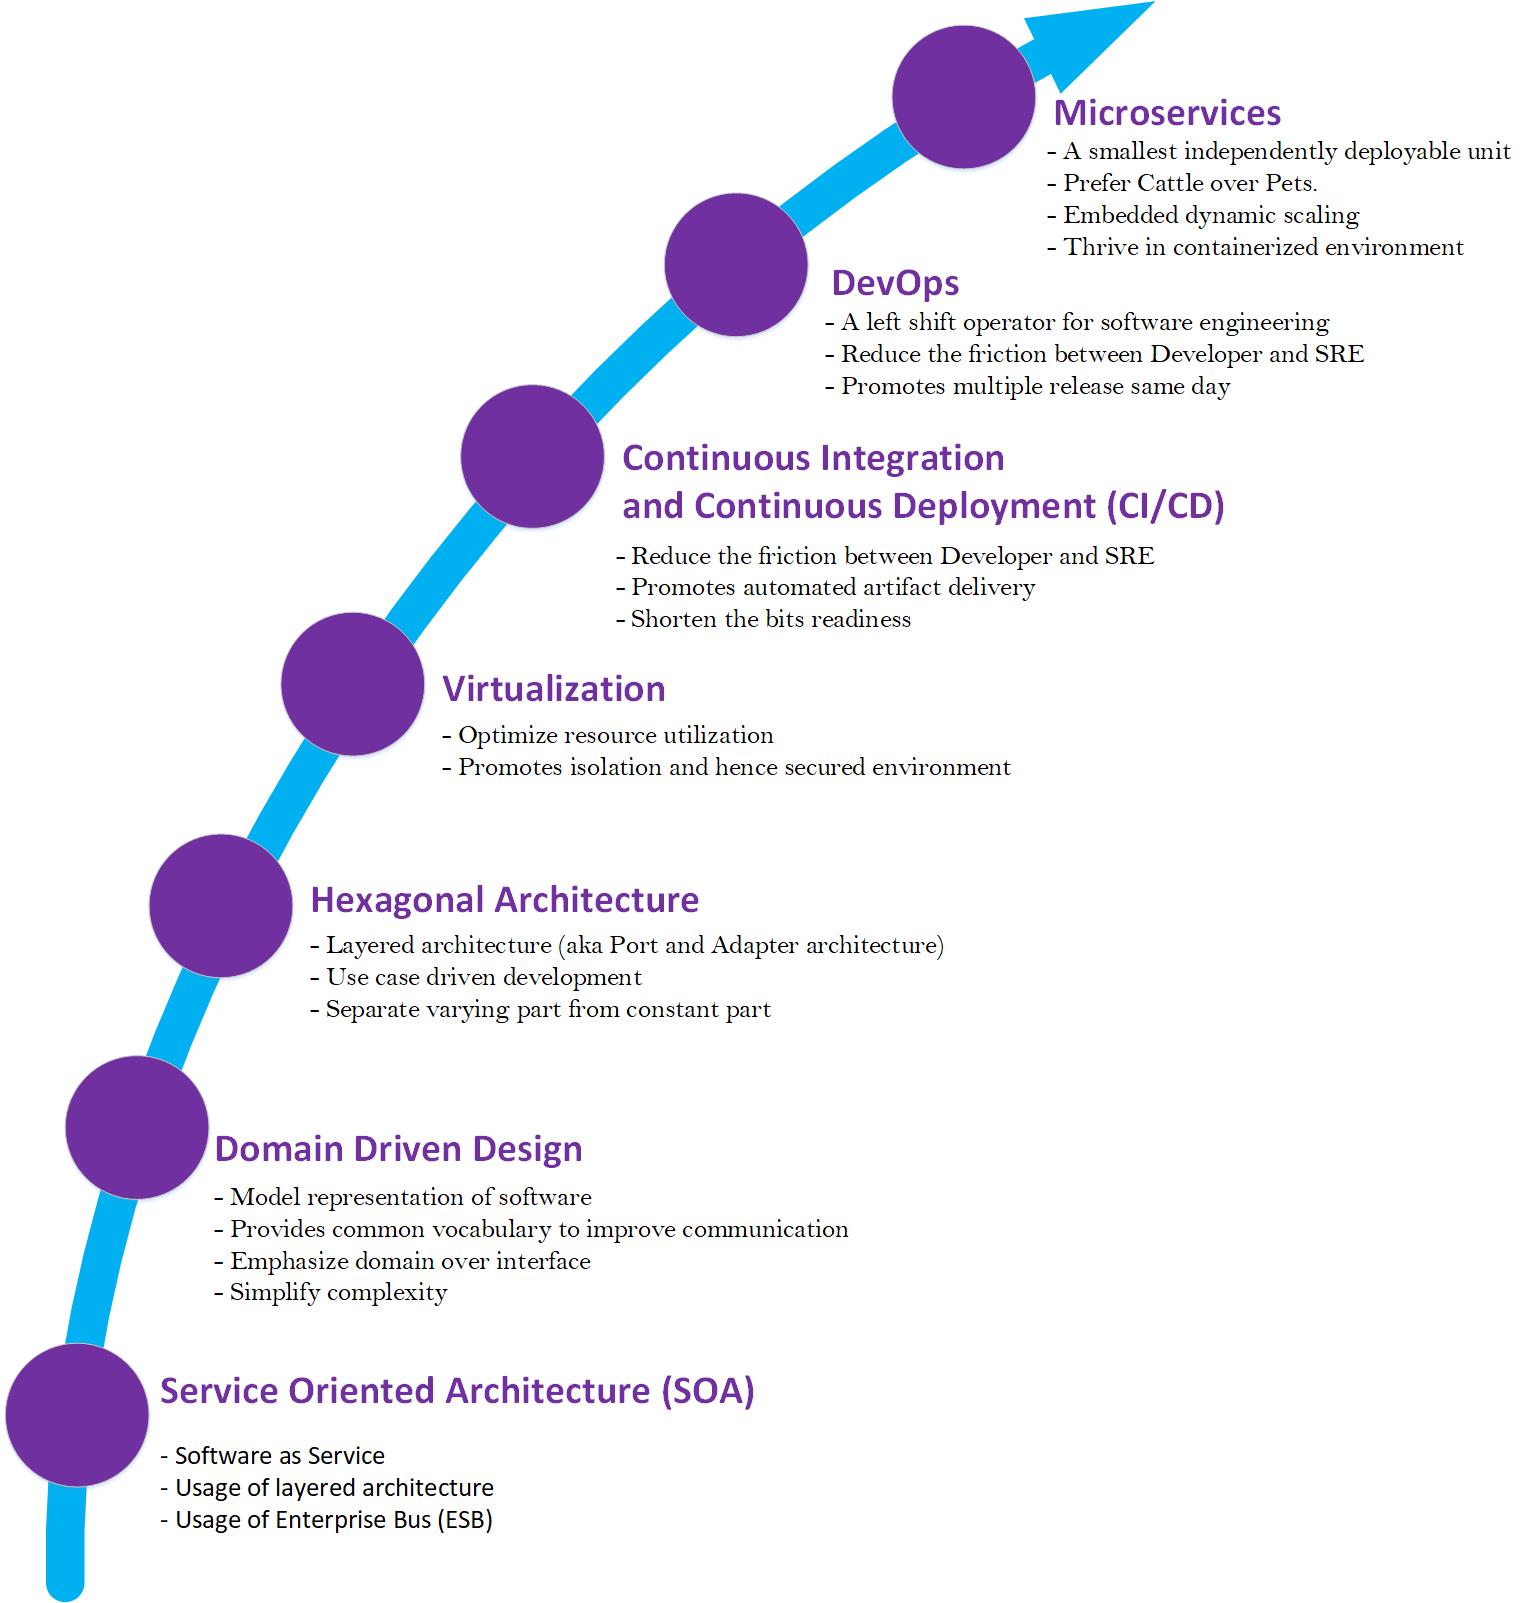 Microservices
- A smallest independently deployable unit
- Prefer Cattle over Pets.
- Embedded dynamic scaling
- Thrive in containerized environment
DevOps
- A left shift operator for software engineering
- Reduce the friction between Developer and SRE
- Promotes multiple release same day
Continuous Integration
and Continuous Deployment (CI/CD)
- Reduce the friction between Developer and SRE
- Promotes automated artifact delivery
- Shorten the bits readiness
Virtualization
- Optimize resource utilization
- Promotes isolation and hence secured environment
Hexagonal Architecture
- Layered architecture (aka Port and Adapter architecture)
- Use case driven development
- Separate varying part from constant part
Domain Driven Design
- Model representation of software
- Provides common vocabulary to improve communication
- Emphasize domain over interface
- Simplify complexity
Service Oriented Architecture (SOA)
- Software as Service
- Usage of layered architecture
- Usage of Enterprise Bus (ESB)